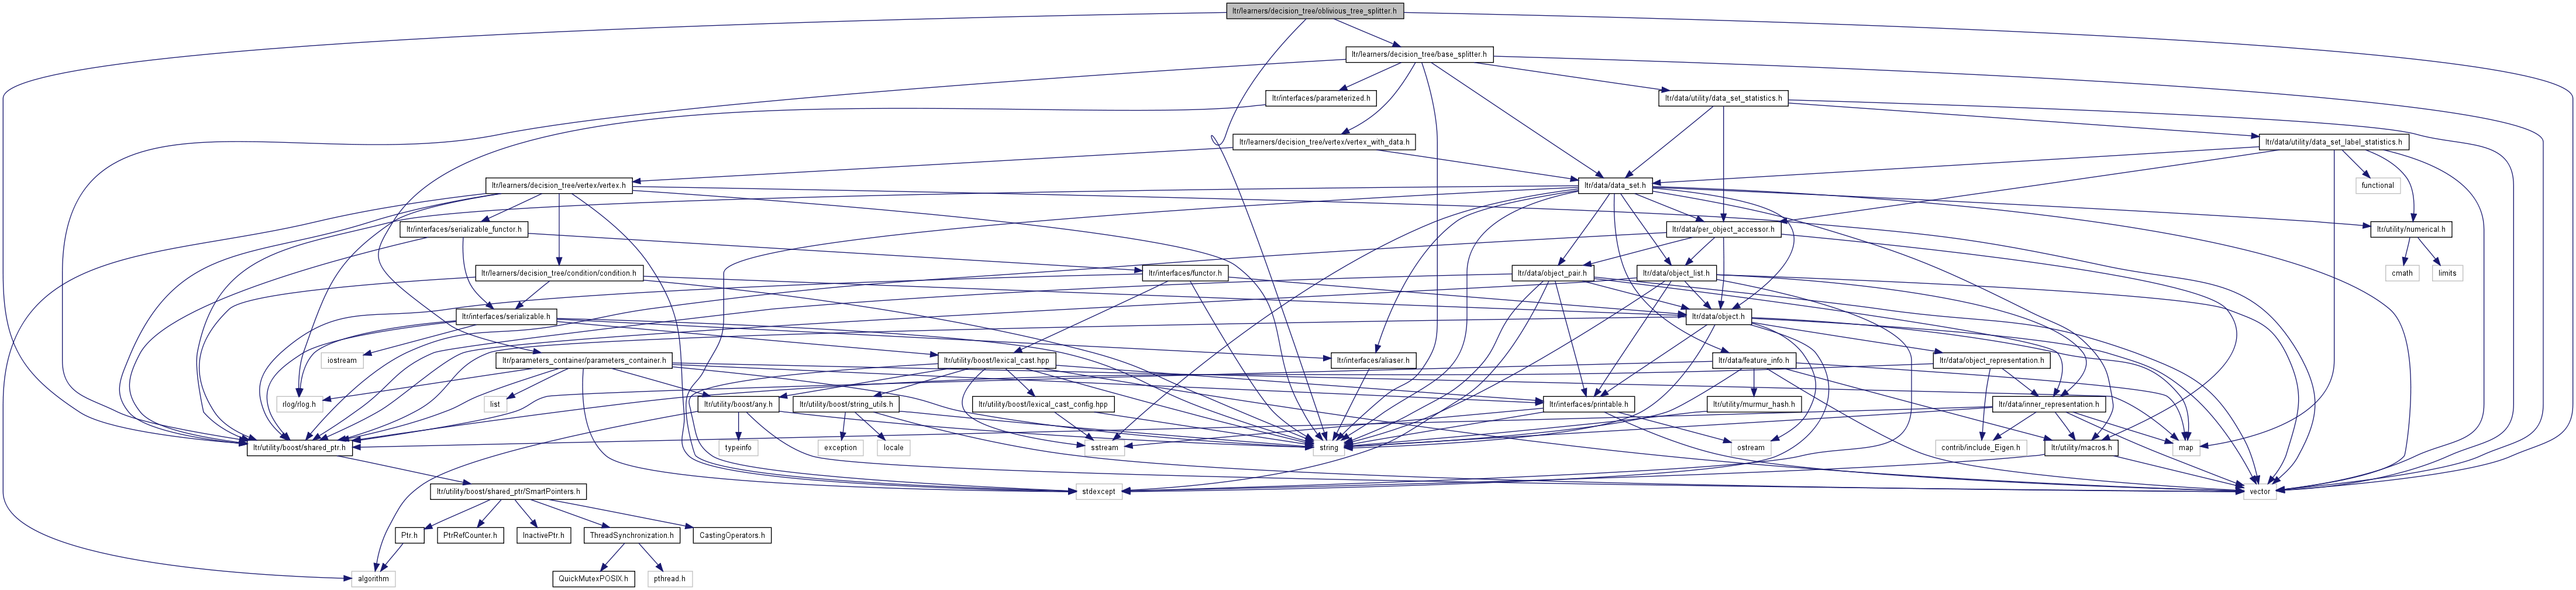 ltr/learners/decision_tree/oblivious_tree_splitter.h
ltr/learners/decision_tree/base_splitter.h
ltr/interfaces/parameterized.h
ltr/data/utility/data_set_statistics.h
ltr/learners/decision_tree/vertex/vertex_with_data.h
ltr/data/utility/data_set_label_statistics.h
ltr/learners/decision_tree/vertex/vertex.h
ltr/data/data_set.h
functional
ltr/interfaces/serializable_functor.h
ltr/data/per_object_accessor.h
ltr/utility/numerical.h
ltr/learners/decision_tree/condition/condition.h
ltr/interfaces/functor.h
ltr/data/object_pair.h
ltr/data/object_list.h
cmath
limits
ltr/interfaces/serializable.h
ltr/data/object.h
iostream
ltr/parameters_container/parameters_container.h
ltr/utility/boost/lexical_cast.hpp
ltr/interfaces/aliaser.h
ltr/data/feature_info.h
ltr/data/object_representation.h
rlog/rlog.h
list
ltr/utility/boost/any.h
ltr/utility/boost/string_utils.h
ltr/utility/boost/lexical_cast_config.hpp
ltr/interfaces/printable.h
ltr/utility/murmur_hash.h
ltr/data/inner_representation.h
ltr/utility/boost/shared_ptr.h
typeinfo
exception
locale
sstream
string
ostream
contrib/include_Eigen.h
ltr/utility/macros.h
map
ltr/utility/boost/shared_ptr/SmartPointers.h
stdexcept
vector
Ptr.h
PtrRefCounter.h
InactivePtr.h
ThreadSynchronization.h
CastingOperators.h
algorithm
QuickMutexPOSIX.h
pthread.h